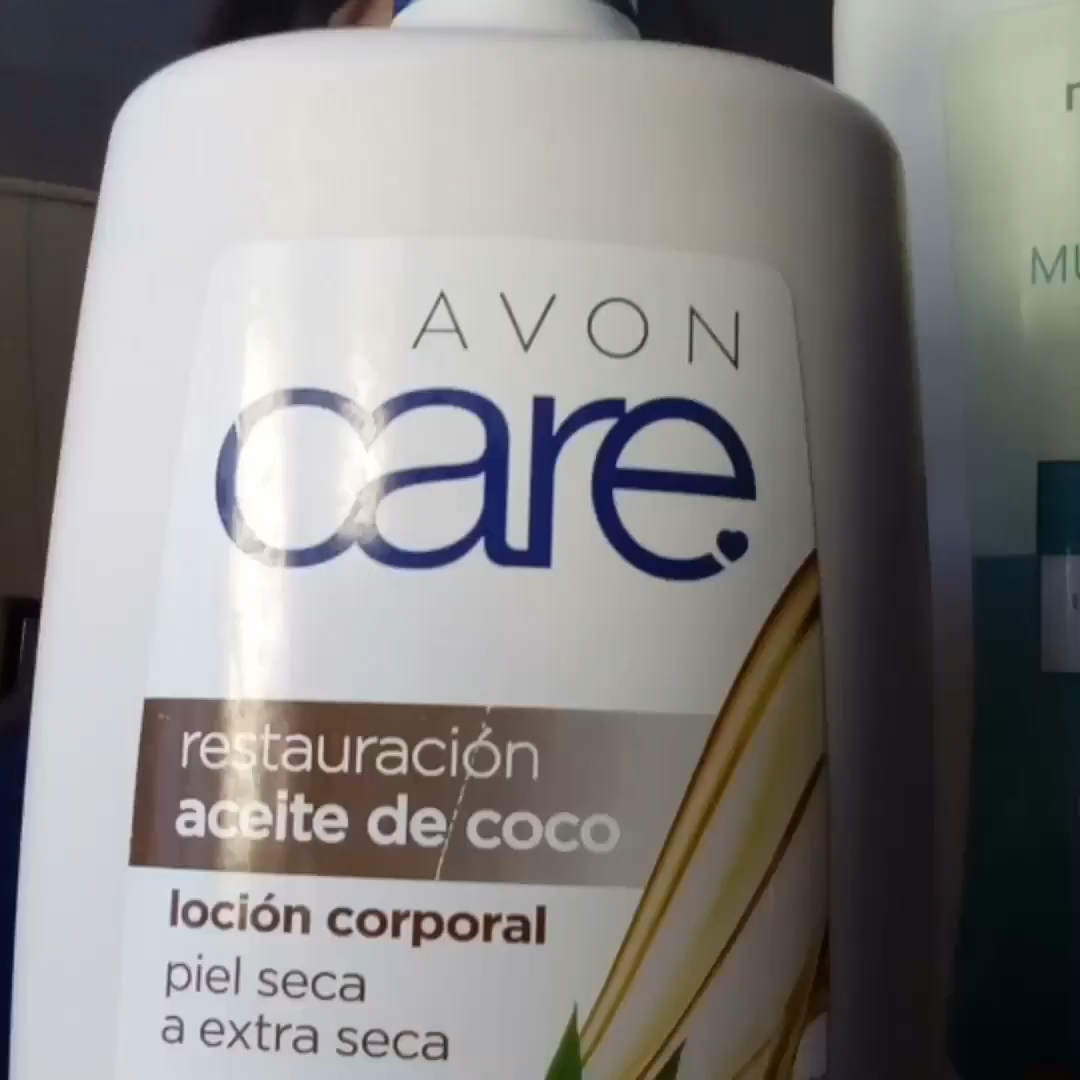 AVON
care
restauración
aceite de coco
loción corporal
piel seca
a extra seca